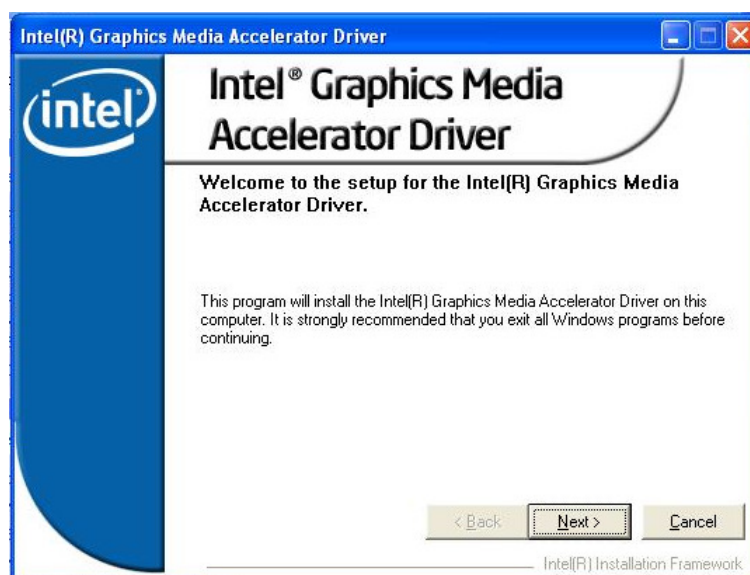 Intel(R) Graphics Media Accelerator Driver
intel
Intel® Graphics Media
Accelerator Driver
Welcome to the setup for the Intel(R) Graphics Media
Accelerator Driver.
This program will install the Intel(R) Graphics Media Accelerator Driver on this
computer. It is strongly recommended that you exit all Windows programs before
continuing.
< Back
Next >
Cancel
Intel(R) Installation Framework